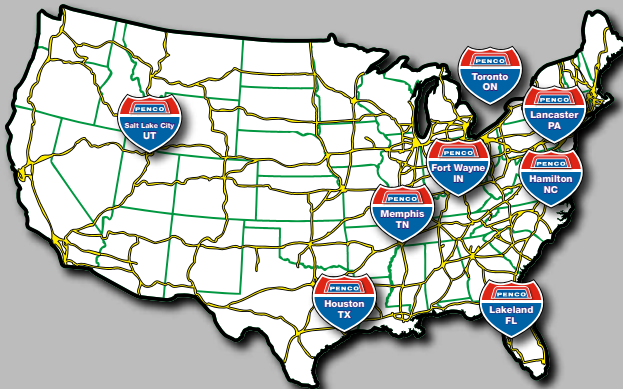 PENCO
Toronto
ON
PENCO
Lancaster
PA
PENCO
Salt Lake City
UT
PENCO
Fort Wayne
IN
PENCO
Hamilton
NC
PENCO
Memphis
TN
PENCO
Houston
TX
PENCO
Lakeland
FL